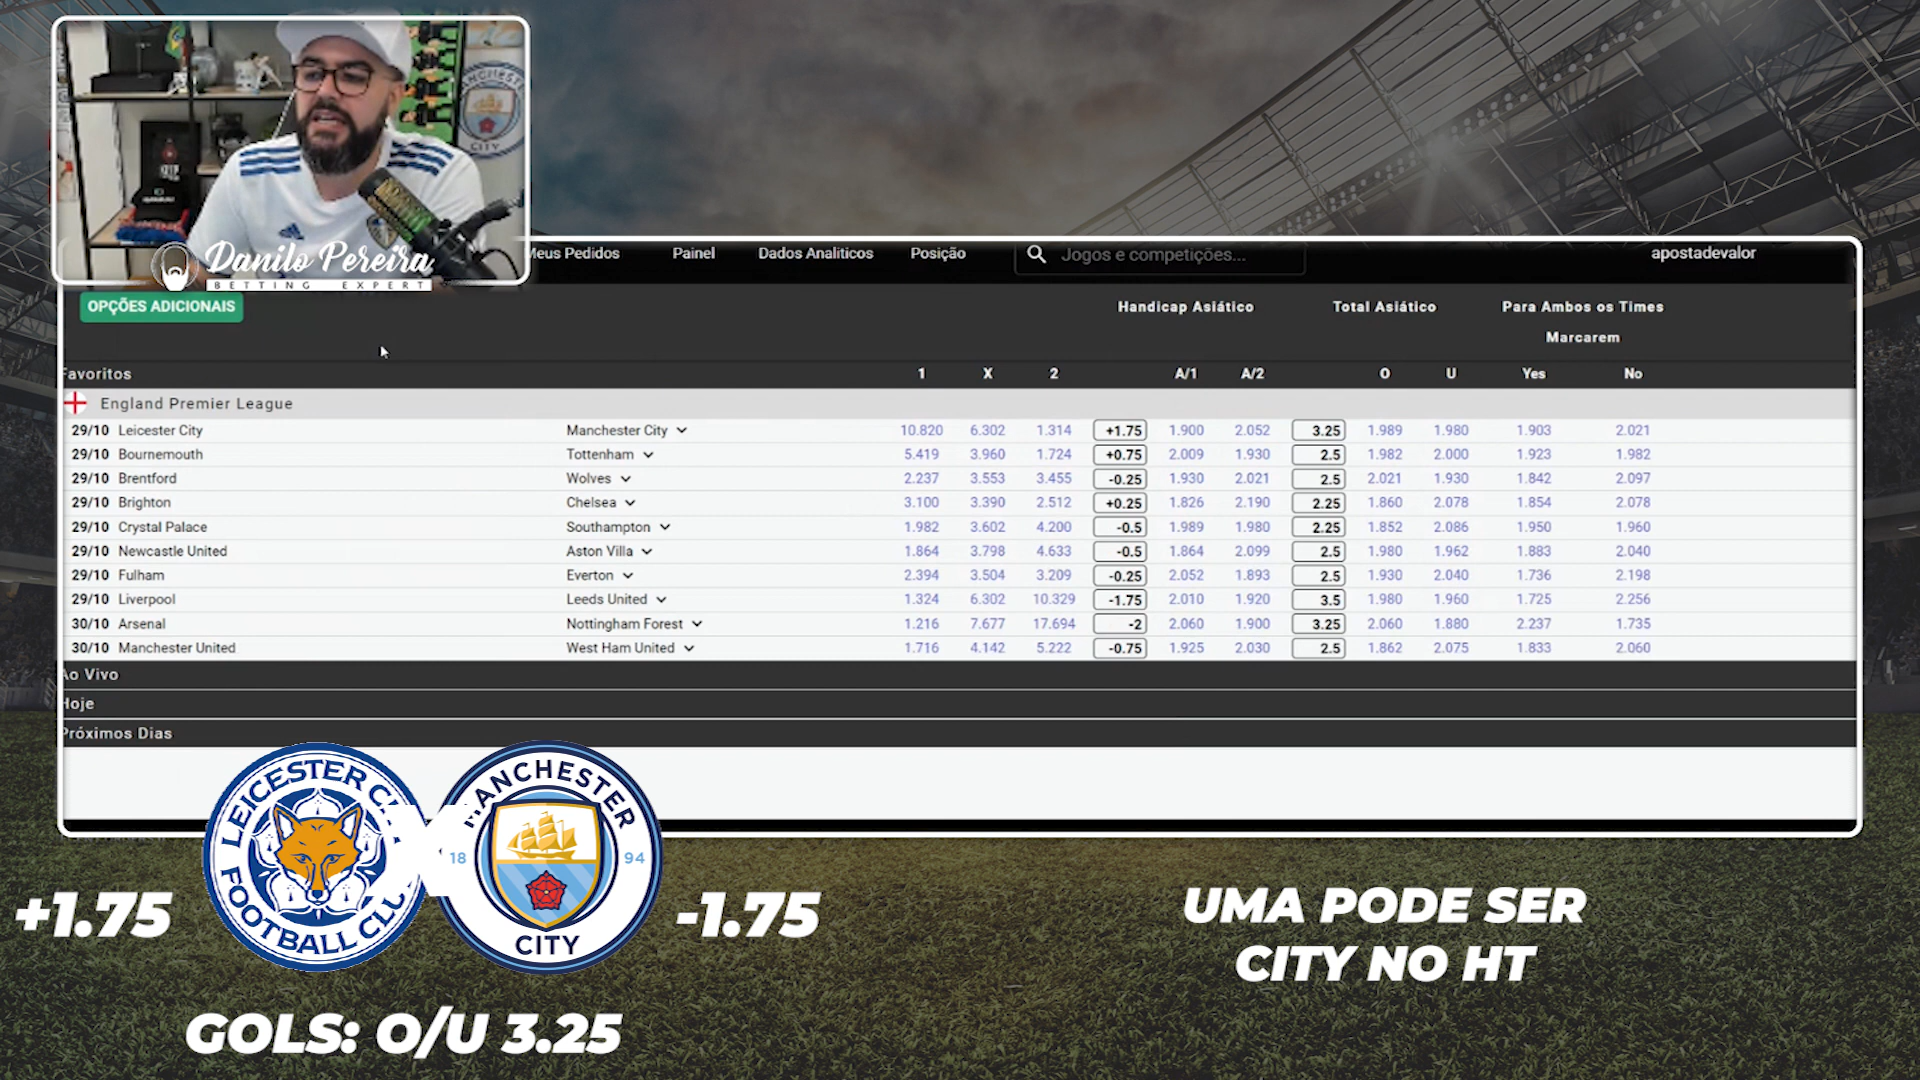 MANCHESTER
CITY
Danilo Pereira
BETTING EXPERT
Meus Pedidos Painel Dados Analiticos Posição Jogos e competições... apostadevalor
OPÇÕES ADICIONAIS Handicap Asiático Total Asiático Para Ambos os Times
Marcarem
Favoritos 1 X 2 A/1 A/2 O U Yes No
England Premier League
29/10 Leicester City Manchester City 10.820 6.302 1.314 +1.75 1.900 2.052 3.25 1.989 1.980 1.903 2.021
29/10 Bournemouth Tottenham 5.419 3.960 1.724 +0.75 2.009 1.930 2.5 1.982 2.000 1.923 1.982
29/10 Brentford Wolves 2.237 3.553 3.455 -0.25 1.930 2.021 2.5 2.021 1.930 1.842 2.097
29/10 Brighton Chelsea 3.100 3.390 2.512 +0.25 1.826 2.190 2.25 1.860 2.078 1.854 2.078
29/10 Crystal Palace Southampton 1.982 3.602 4.200 -0.5 1.989 1.980 2.25 1.852 2.086 1.950 1.960
29/10 Newcastle United Aston Villa 1.864 3.798 4.633 -0.5 1.864 2.099 2.5 1.980 1.962 1.883 2.040
29/10 Fulham Everton 2.394 3.504 3.209 -0.25 2.052 1.893 2.5 1.930 2.040 1.736 2.198
29/10 Liverpool Leeds United 1.324 6.302 10.329 -1.75 2.010 1.920 3.5 1.980 1.960 1.725 2.256
30/10 Arsenal Nottingham Forest 1.216 7.677 17.694 -2 2.060 1.900 3.25 2.060 1.880 2.237 1.735
30/10 Manchester United West Ham United 1.716 4.142 5.222 -0.75 1.925 2.030 2.5 1.862 2.075 1.833 2.060
Ao Vivo
Hoje
Próximos Dias
LEICESTER CITY
FOOTBALL CLUB
X
MANCHESTER
18 94
CITY
+1.75 -1.75
GOLS: O/U 3.25
UMA PODE SER
CITY NO HT